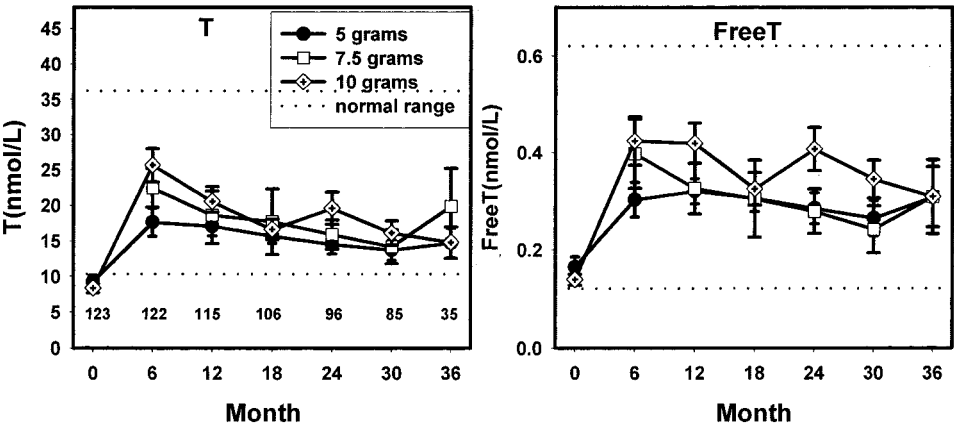 T
5 grams
7.5 grams
10 grams
normal range
T(nmol/L)
45
40
35
30
25
20
15
10
5
0
123 122 115 106 96 85 35
0 6 12 18 24 30 36
Month
FreeT
FreeT(nmol/L)
0.6
0.4
0.2
0.0
0 6 12 18 24 30 36
Month